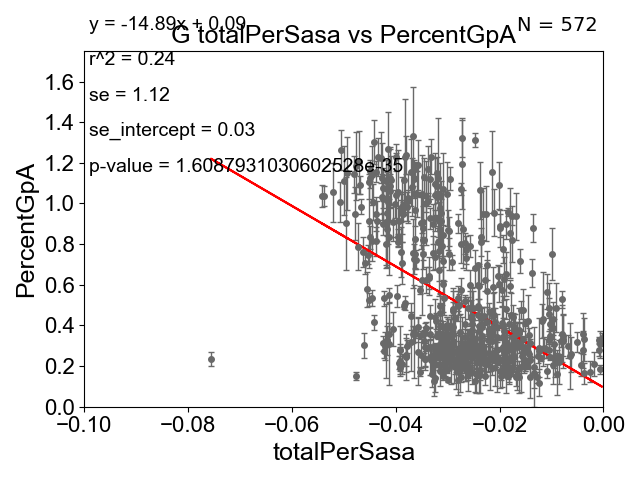 y = -14.89x + 0.09
N = 572
G totalPerSasa vs PercentGpA
r^2 = 0.24
se = 1.12
se_intercept = 0.03
p-value = 1.6087931030602528e-35
PercentGpA
1.6
1.4
1.2
1.0
0.8
0.6
0.4
0.2
0.0
−0.10
−0.08
−0.06
−0.04
−0.02
0.00
totalPerSasa